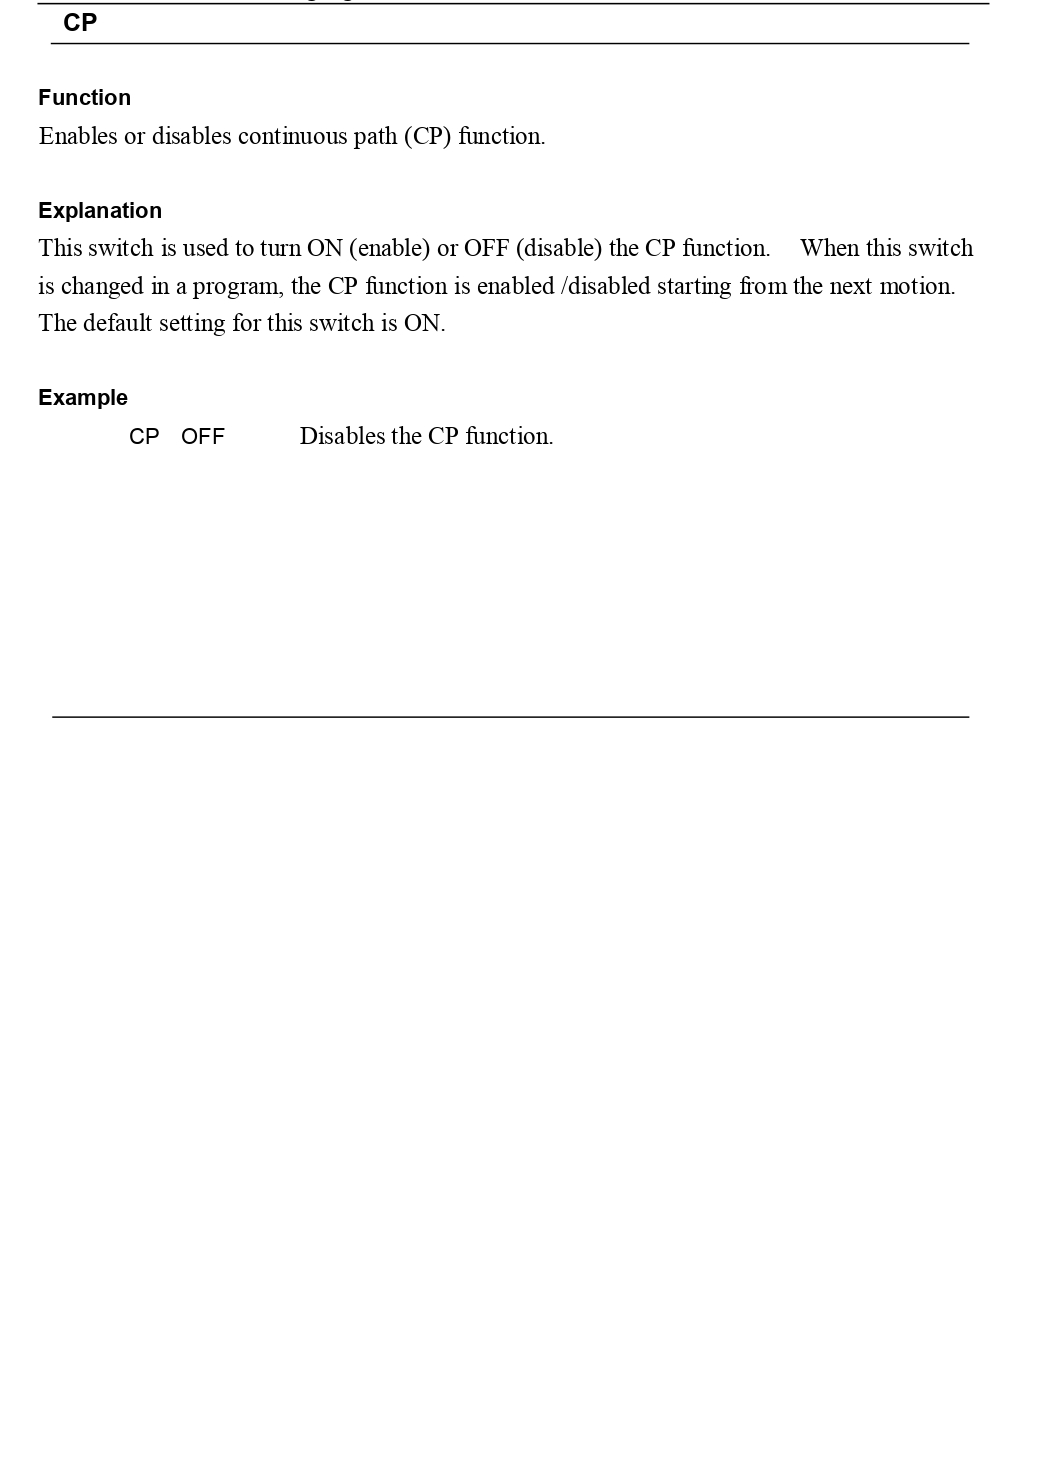 CP
Function
Enables or disables continuous path (CP) function.
Explanation
This switch is used to turn ON (enable) or OFF (disable) the CP function. When this switch
is changed in a program, the CP function is enabled /disabled starting from the next motion.
The default setting for this switch is ON.
Example
CP OFF Disables the CP function.